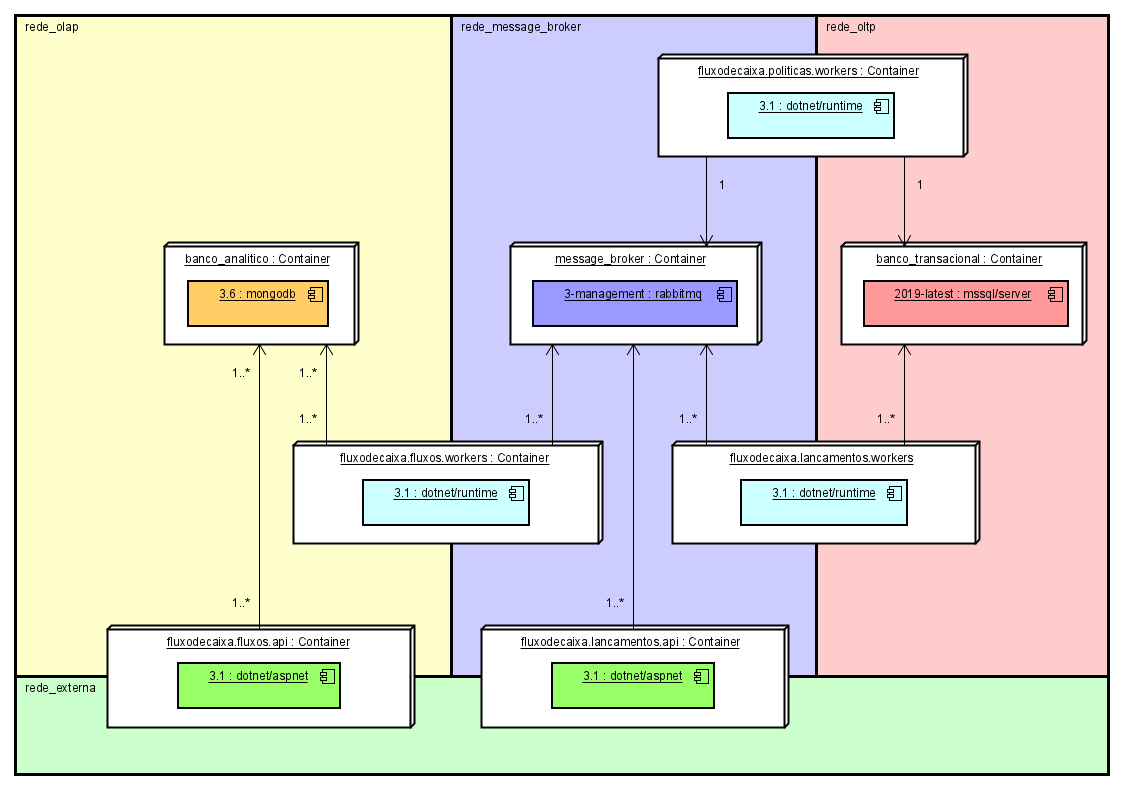 rede_olap
rede_message_broker
rede_oltp
fluxodecaixa.politicas.workers : Container
3.1 : dotnet/runtime
1
1
banco_analitico : Container
3.6 : mongodb
message_broker : Container
3-management : rabbitmq
banco_transacional : Container
2019-latest : mssql/server
1..*
1..*
1..*
1..*
1..*
1..*
fluxodecaixa.fluxos.workers : Container
3.1 : dotnet/runtime
fluxodecaixa.lancamentos.workers
3.1 : dotnet/runtime
1..*
1..*
fluxodecaixa.fluxos.api : Container
3.1 : dotnet/aspnet
fluxodecaixa.lancamentos.api : Container
3.1 : dotnet/aspnet
rede_externa